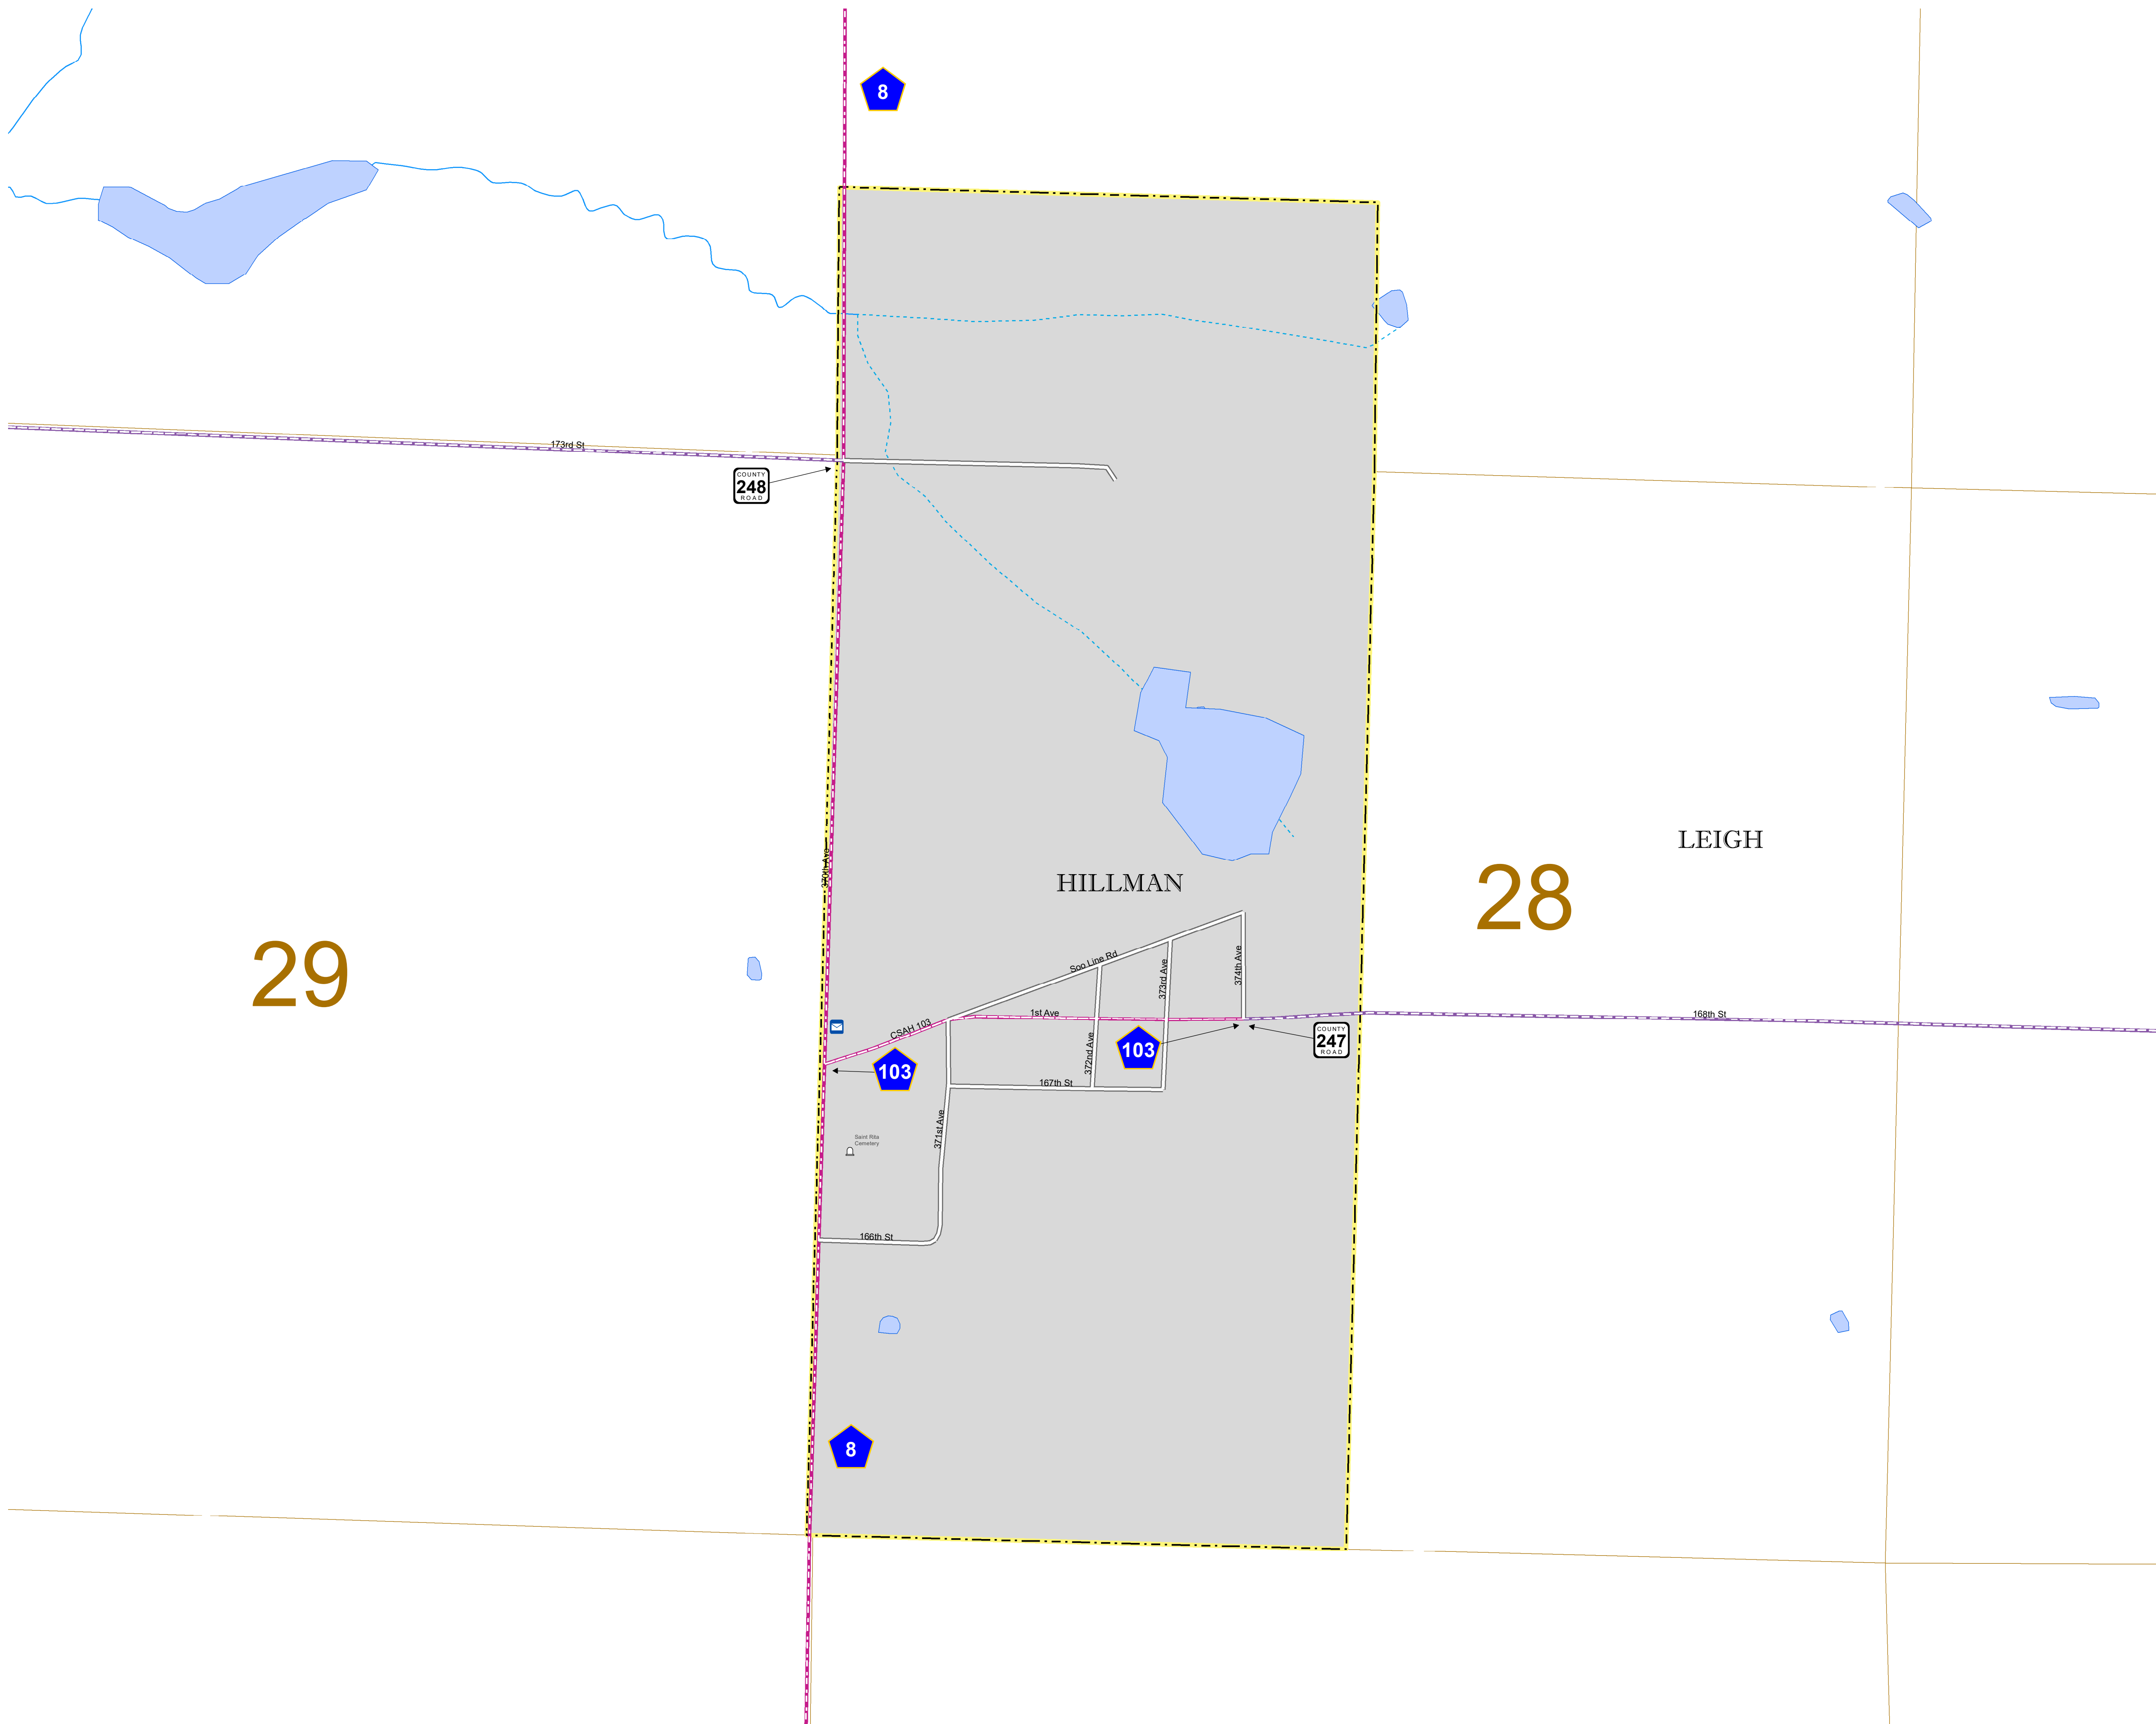 8
173rd St
COUNTY
248
ROAD
370th Ave
LEIGH
HILLMAN
28
29
Soo Line Rd
373rd Ave
374th Ave
1st Ave
168th St
CSAH 103
COUNTY
247
ROAD
103
372nd Ave
103
167th St
371st Ave
Saint Rita
Cemetery
166th St
8